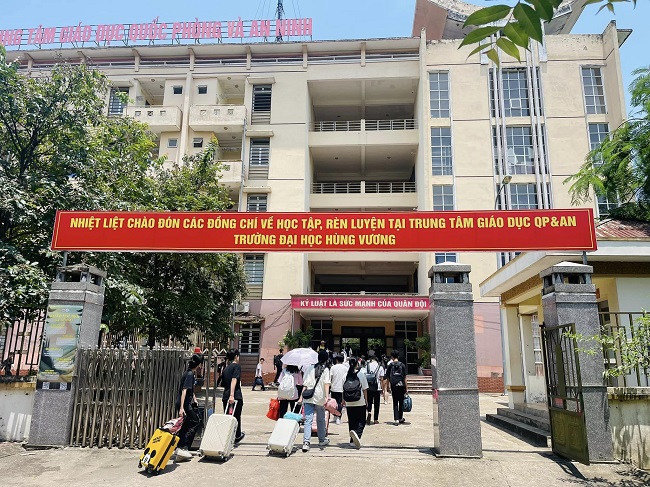 TÂM GIÁO DỤC QUỐC PHÒNG VÀ AN NINH
NHIỆT LIỆT CHÀO ĐÓN CÁC ĐỒNG CHÍ VỀ HỌC TẬP, RÈN LUYỆN TẠI TRUNG TÂM GIÁO DỤC QP&AN
TRƯỜNG ĐẠI HỌC HÙNG VƯƠNG
KỶ LUẬT LÀ SỨC MẠNH CỦA QUÂN ĐỘI